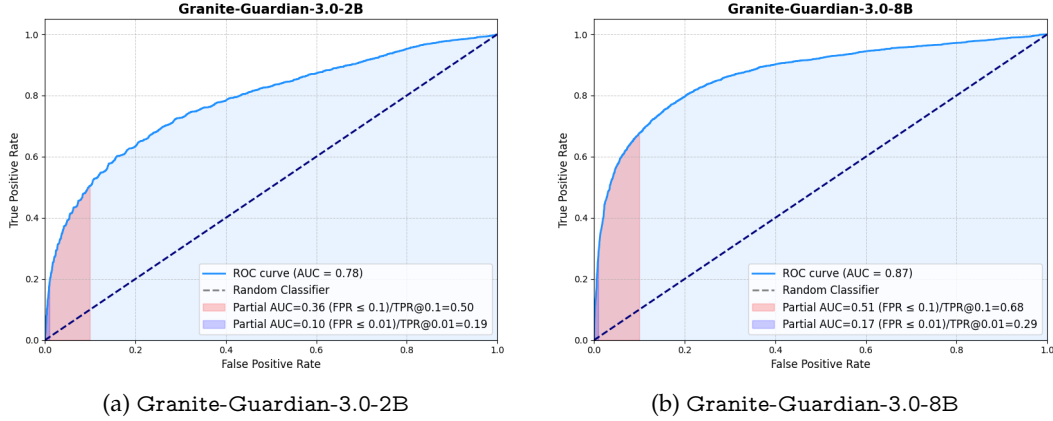 Granite-Guardian-3.0-2B
1.0
0.8
0.6
0.4
0.2
0.0
True Positive Rate
0.0
0.2
0.4
0.6
0.8
1.0
False Positive Rate
ROC curve (AUC = 0.78)
Random Classifier
Partial AUC=0.36 (FPR ≤ 0.1)/TPR@0.1=0.50
Partial AUC=0.10 (FPR ≤ 0.01)/TPR@0.01=0.19
(a) Granite-Guardian-3.0-2B
Granite-Guardian-3.0-8B
1.0
0.8
0.6
0.4
0.2
0.0
True Positive Rate
0.0
0.2
0.4
0.6
0.8
1.0
False Positive Rate
ROC curve (AUC = 0.87)
Random Classifier
Partial AUC=0.51 (FPR ≤ 0.1)/TPR@0.1=0.68
Partial AUC=0.17 (FPR ≤ 0.01)/TPR@0.01=0.29
(b) Granite-Guardian-3.0-8B